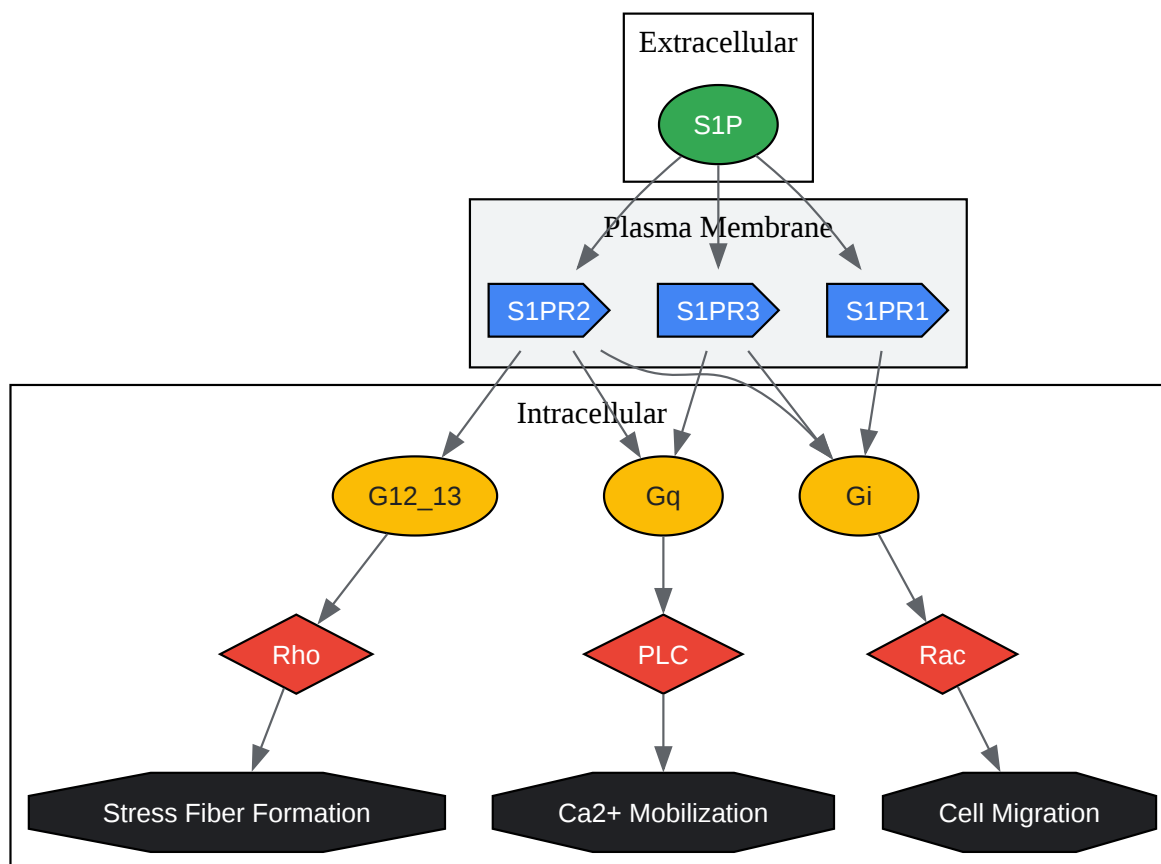 Extracellular
S1P
Plasma Membrane
S1PR2
S1PR3
S1PR1
Intracellular
G12_13
Gq
Gi
Rho
PLC
Rac
Stress Fiber Formation
Ca2+ Mobilization
Cell Migration